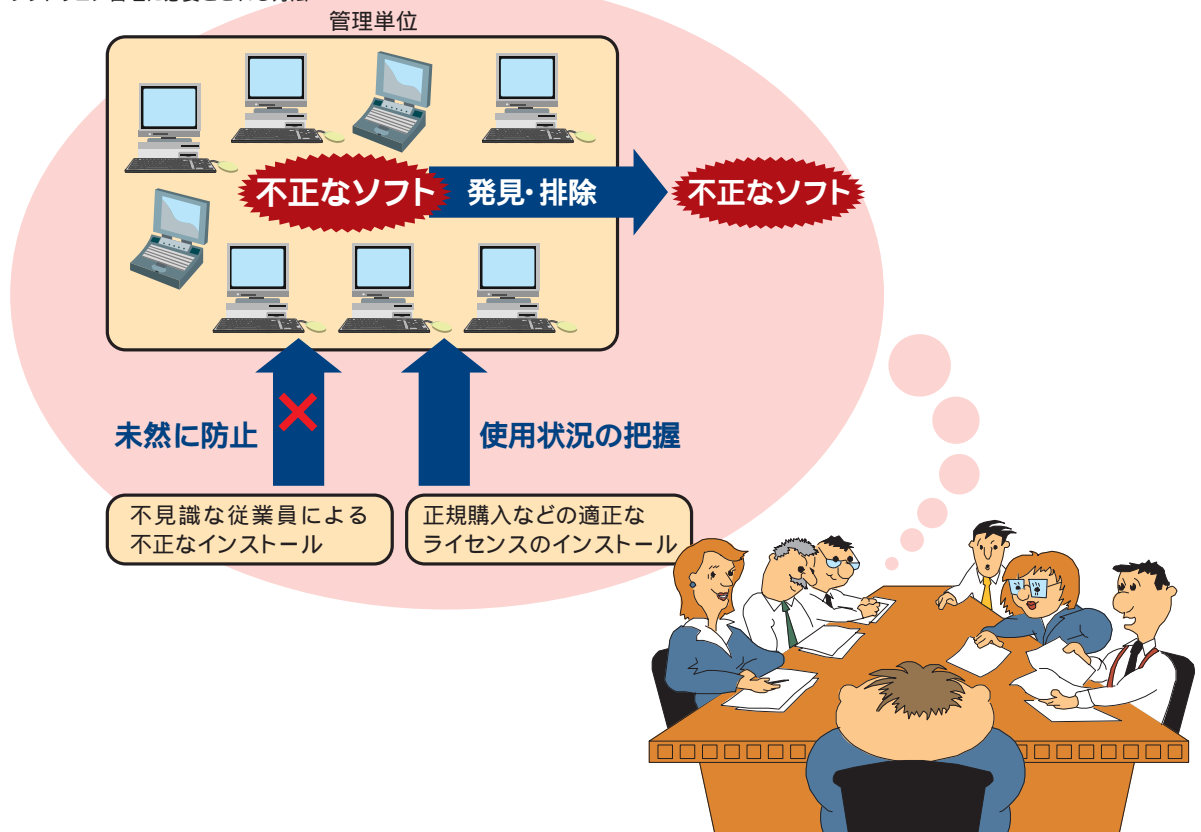 管理単位
不正なソフト
発見・排除
不正なソフト
未然に防止
使用状況の把握
不見識な従業員による
不正なインストール
正規購入などの適正な
ライセンスのインストール